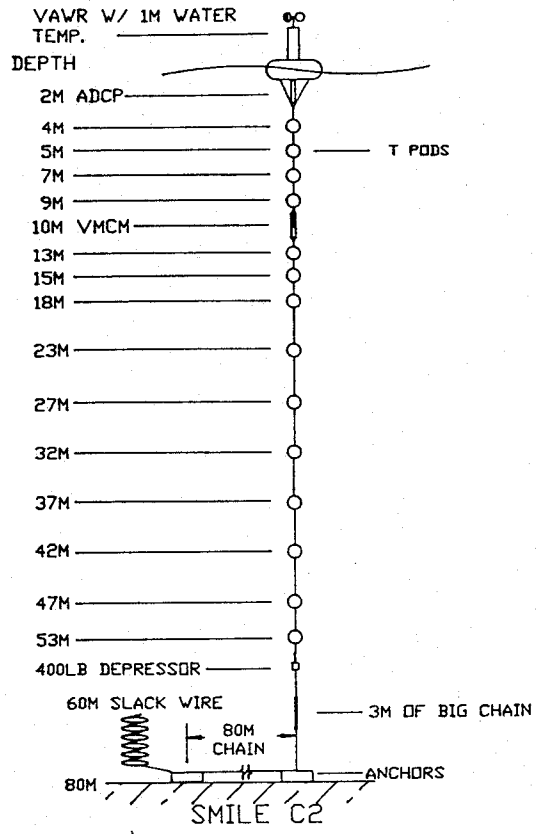 VAWR W/ 1M WATER
TEMP.
DEPTH
2M ADCP
4M
5M
T PODS
7M
9M
10M VMCM
13M
15M
18M
23M
27M
32M
37M
42M
47M
53M
400LB DEPRESSOR
60M SLACK WIRE
3M OF BIG CHAIN
80M
CHAIN
ANCHORS
80M
SMILE C2